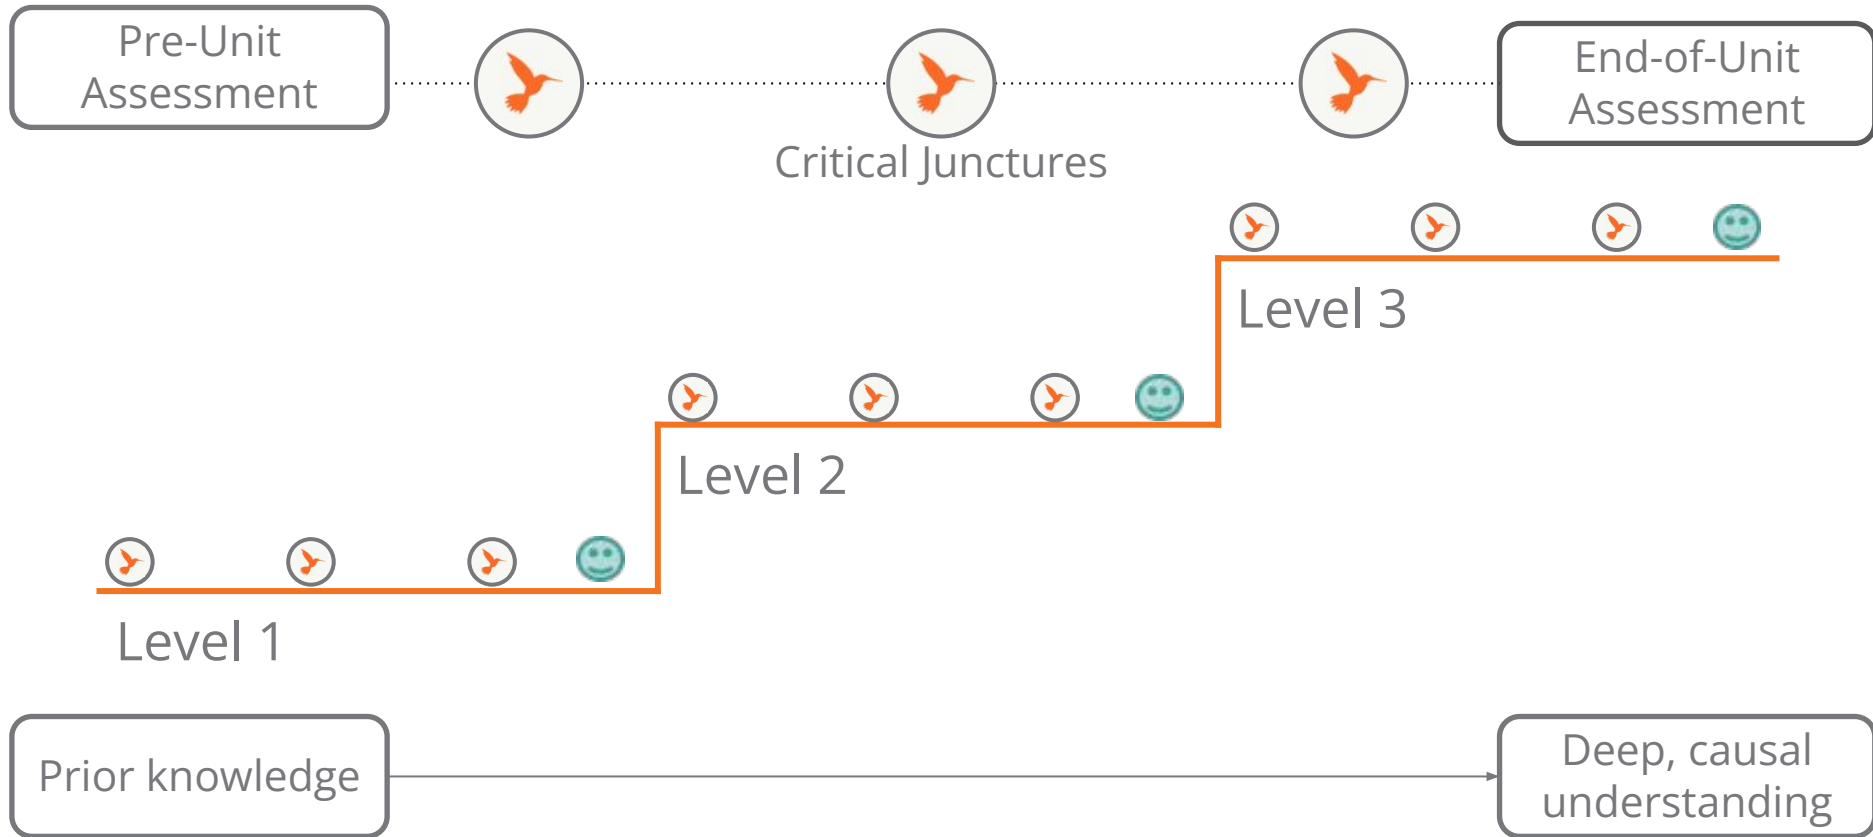 Pre-Unit
Assessment
End-of-Unit
Assessment
Critical Junctures
Level 3
Level 2
Level 1
Prior knowledge
Deep, causal
understanding